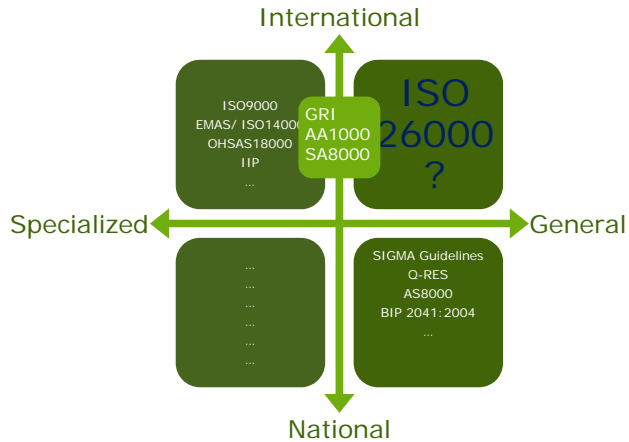 International
ISO9000
EMAS/ ISO14000
OHSAS18000
IIP
...
GRI
AA1000
SA8000
ISO
26000
?
Specialized
General
...
...
...
...
...
...
SIGMA Guidelines
Q-RES
AS8000
BIP 2041:2004
...
National